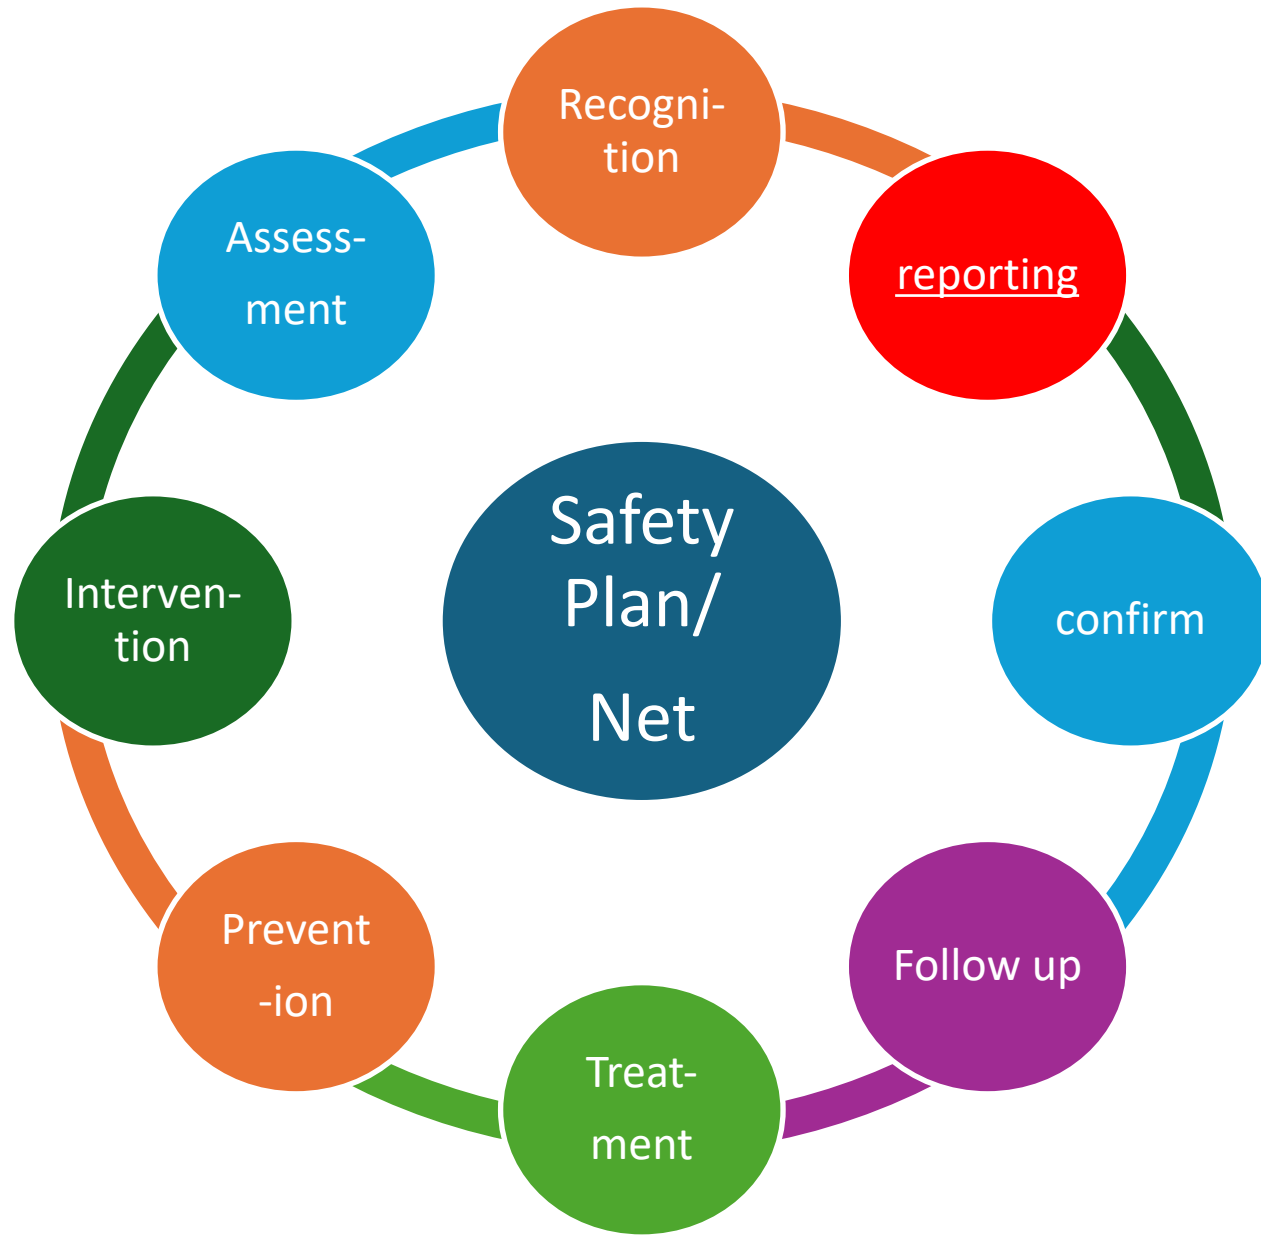 Recogni-
tion
reporting
confirm
Follow up
Treat-
ment
Prevent
-ion
Interven-
tion
Assess-
ment
Safety
Plan/
Net